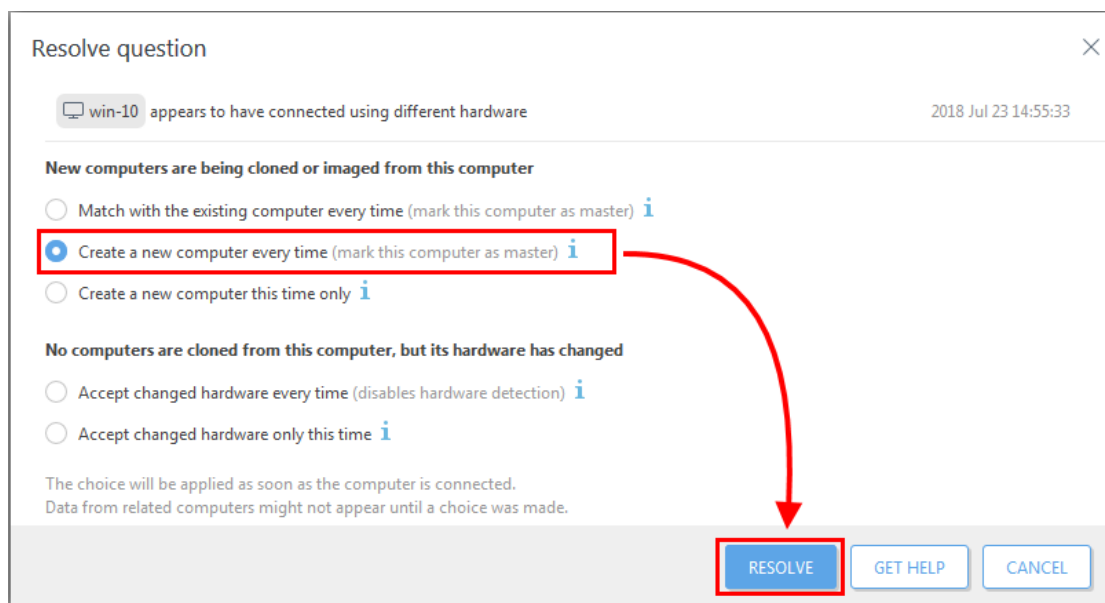 Resolve question
win-10 appears to have connected using different hardware 2018 Jul 23 14:55:33
New computers are being cloned or imaged from this computer
Match with the existing computer every time (mark this computer as master) i
Create a new computer every time (mark this computer as master) i
Create a new computer this time only i
No computers are cloned from this computer, but its hardware has changed
Accept changed hardware every time (disables hardware detection) i
Accept changed hardware only this time i
The choice will be applied as soon as the computer is connected.
Data from related computers might not appear until a choice was made.
RESOLVE GET HELP CANCEL